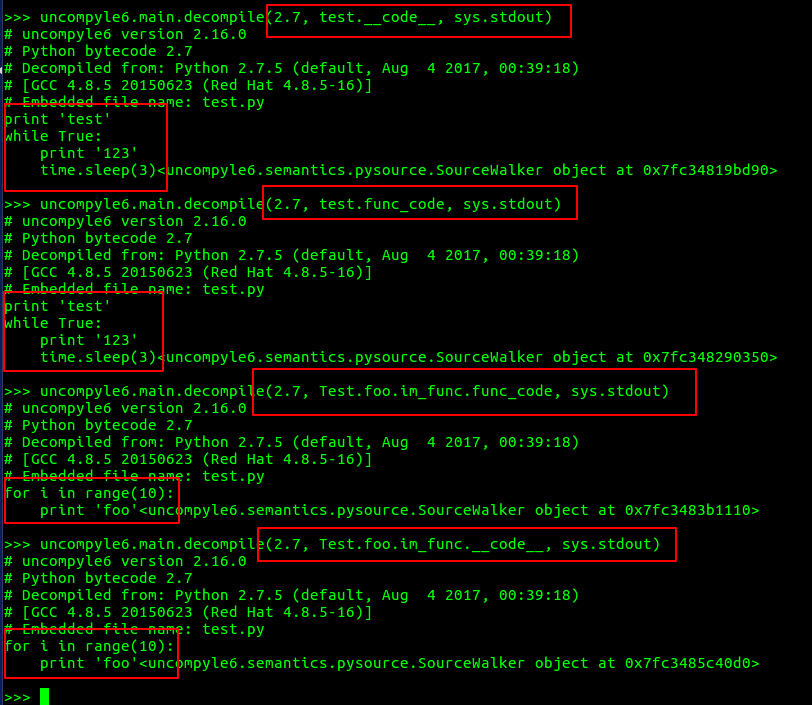 >>> uncompyle6.main.decompile(2.7, test.__code__, sys.stdout)
# uncompyle6 version 2.16.0
# Python bytecode 2.7
# Decompiled from: Python 2.7.5 (default, Aug  4 2017, 00:39:18)
# [GCC 4.8.5 20150623 (Red Hat 4.8.5-16)]
# Embedded file name: test.py
print 'test'
while True:
    print '123'
    time.sleep(3)<uncompyle6.semantics.pysource.SourceWalker object at 0x7fc34819bd90>
>>> uncompyle6.main.decompile(2.7, test.func_code, sys.stdout)
# uncompyle6 version 2.16.0
# Python bytecode 2.7
# Decompiled from: Python 2.7.5 (default, Aug  4 2017, 00:39:18)
# [GCC 4.8.5 20150623 (Red Hat 4.8.5-16)]
# Embedded file name: test.py
print 'test'
while True:
    print '123'
    time.sleep(3)<uncompyle6.semantics.pysource.SourceWalker object at 0x7fc348290350>
>>> uncompyle6.main.decompile(2.7, Test.foo.im_func.func_code, sys.stdout)
# uncompyle6 version 2.16.0
# Python bytecode 2.7
# Decompiled from: Python 2.7.5 (default, Aug  4 2017, 00:39:18)
# [GCC 4.8.5 20150623 (Red Hat 4.8.5-16)]
# Embedded file name: test.py
for i in range(10):
    print 'foo'<uncompyle6.semantics.pysource.SourceWalker object at 0x7fc3483b1110>
>>> uncompyle6.main.decompile(2.7, Test.foo.im_func.__code__, sys.stdout)
# uncompyle6 version 2.16.0
# Python bytecode 2.7
# Decompiled from: Python 2.7.5 (default, Aug  4 2017, 00:39:18)
# [GCC 4.8.5 20150623 (Red Hat 4.8.5-16)]
# Embedded file name: test.py
for i in range(10):
    print 'foo'<uncompyle6.semantics.pysource.SourceWalker object at 0x7fc3485c40d0>
>>>